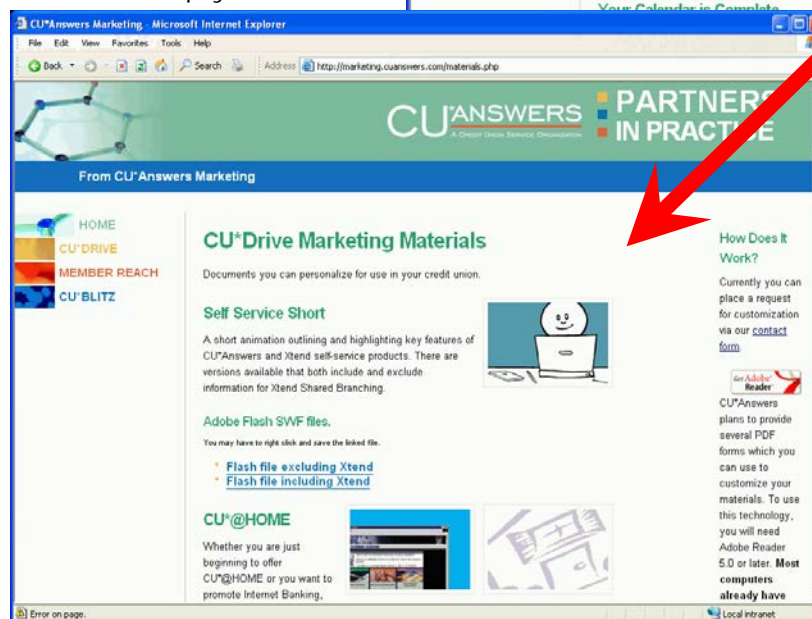 Your Calendar is Complete
CU*Answers Marketing - Microsoft Internet Explorer
File Edit View Favorites Tools Help
Back Search Address http://marketing.cuanswers.com/materials.php
CU*ANSWERS
A CREDIT UNION SERVICE ORGANIZATION
PARTNERS
IN PRACTICE
From CU*Answers Marketing
HOME
CU*DRIVE
MEMBER REACH
CU*BLITZ
CU*Drive Marketing Materials
Documents you can personalize for use in your credit union.
Self Service Short
A short animation outlining and highlighting key features of
CU*Answers and Xtend self-service products. There are
versions available that both include and exclude
information for Xtend Shared Branching.
Adobe Flash SWF files.
You may have to right click and save the linked file.
Flash file excluding Xtend
Flash file including Xtend
CU*@HOME
Whether you are just
beginning to offer
CU*@HOME or you want to
promote Internet Banking,
How Does It
Work?
Currently you can
place a request
for customization
via our contact
form.
Get Adobe
Reader
CU*Answers
plans to provide
several PDF
forms which you
can use to
customize your
materials. To use
this technology,
you will need
Adobe Reader
5.0 or later. Most
computers
already have
Error on page.
Local intranet